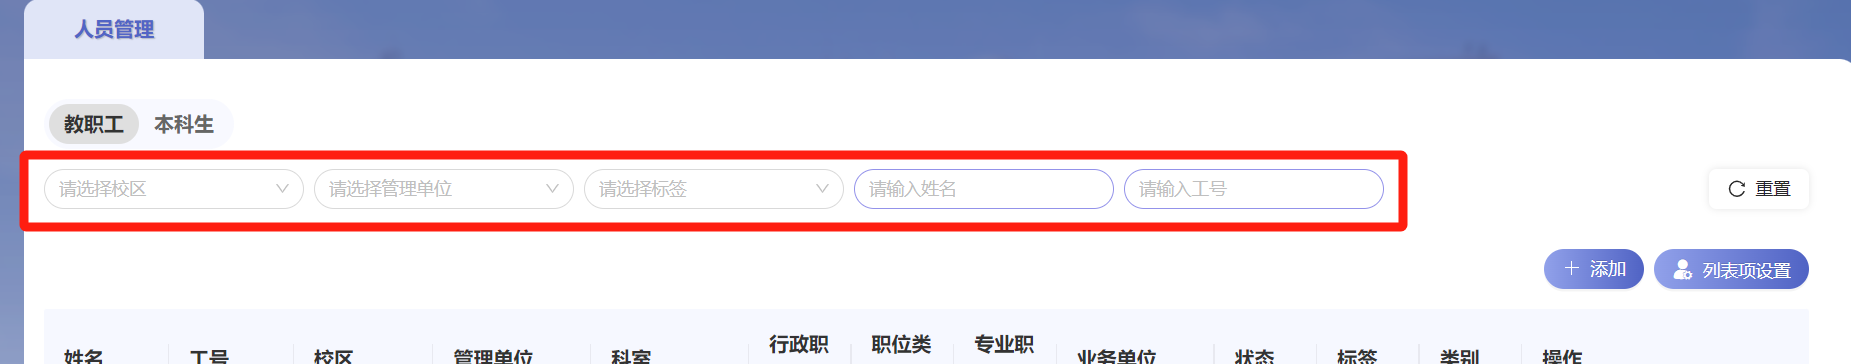 人员管理
教职工 本科生
请选择校区 请选择管理单位 请选择标签 请输入姓名 请输入工号 重置
添加 列表项设置
姓名 工号 校区 管理单位 科室 行政职 职位类 专业职 业务单位 状态 标签 类别 操作